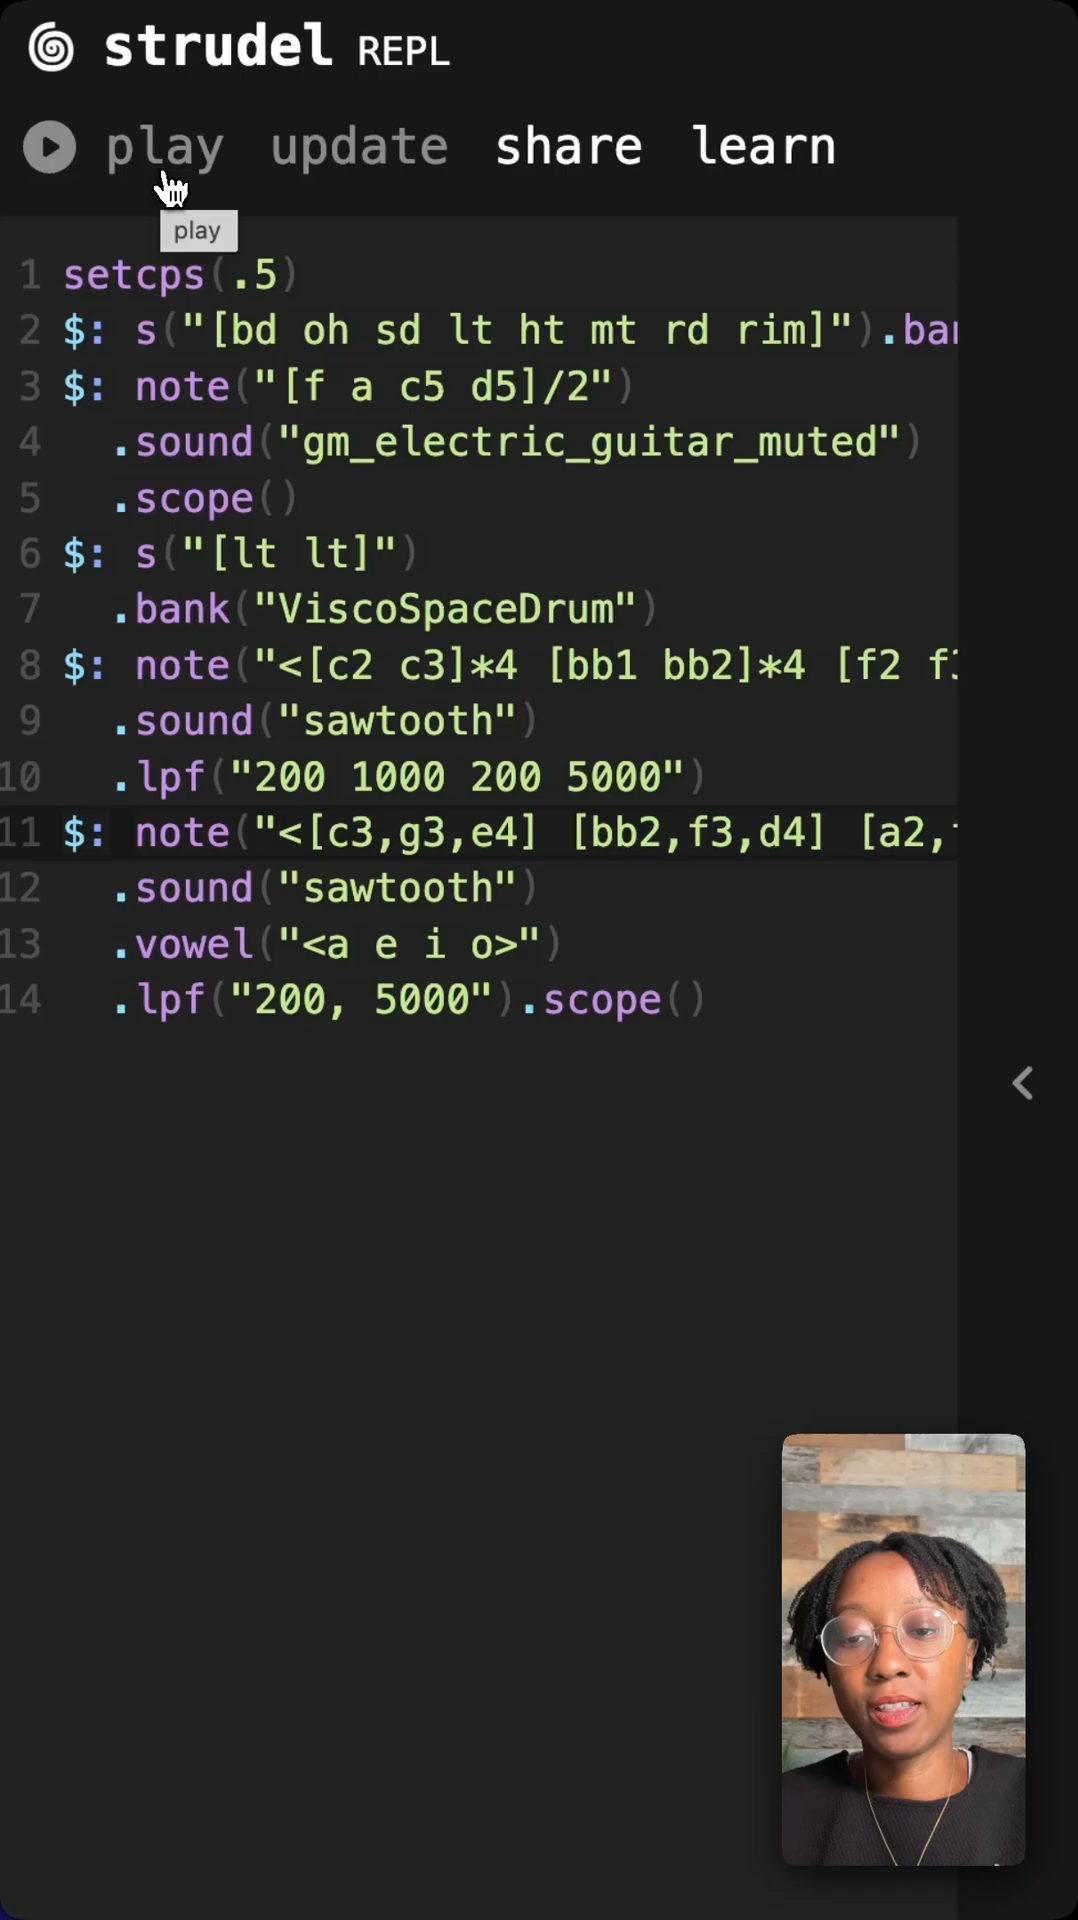 strudel REPL
play update share learn
play
1 setcps(.5)
2 $: s("[bd oh sd lt ht mt rd rim]").ban
3 $: note("[f a c5 d5]/2")
4 .sound("gm_electric_guitar_muted")
5 .scope()
6 $: s("[lt lt]")
7 .bank("ViscoSpaceDrum")
8 $: note("<[c2 c3]*4 [bb1 bb2]*4 [f2 f3
9 .sound("sawtooth")
10 .lpf("200 1000 200 5000")
11 $: note("<[c3,g3,e4] [bb2,f3,d4] [a2,
12 .sound("sawtooth")
13 .vowel("<a e i o>")
14 .lpf("200, 5000").scope()